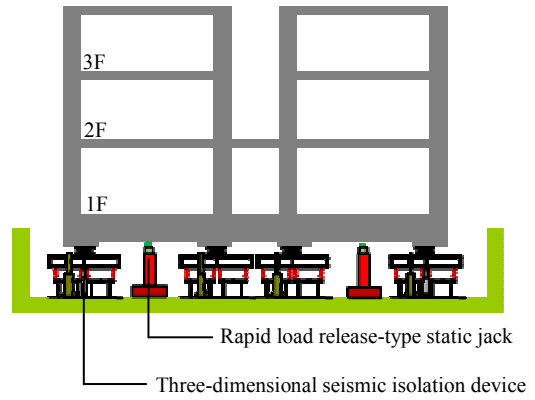 3F
2F
1F
Rapid load release-type static jack
Three-dimensional seismic isolation device